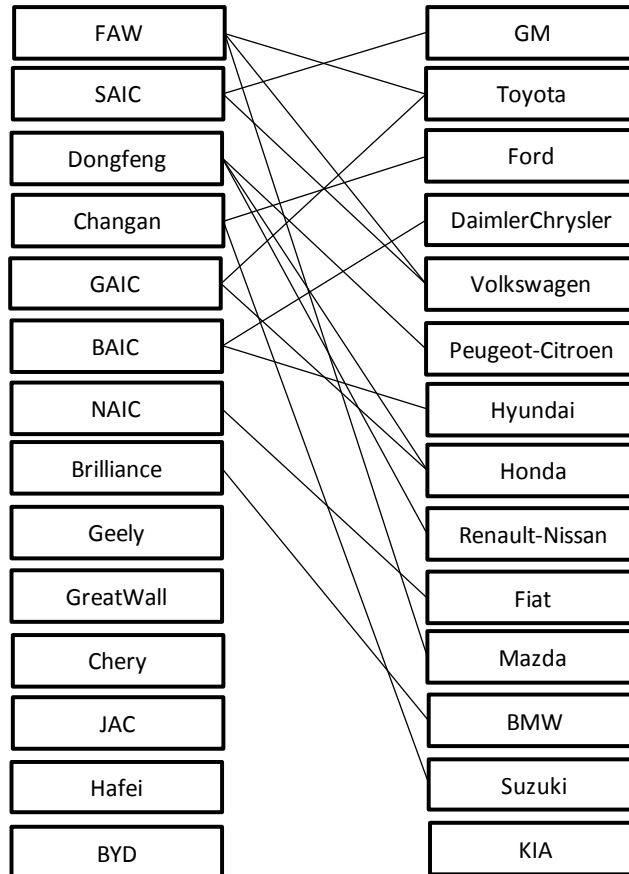 FAW
SAIC
Dongfeng
Changan
GAIC
BAIC
NAIC
Brilliance
Geely
GreatWall
Chery
JAC
Hafei
BYD
GM
Toyota
Ford
DaimlerChrysler
Volkswagen
Peugeot-Citroen
Hyundai
Honda
Renault-Nissan
Fiat
Mazda
BMW
Suzuki
KIA